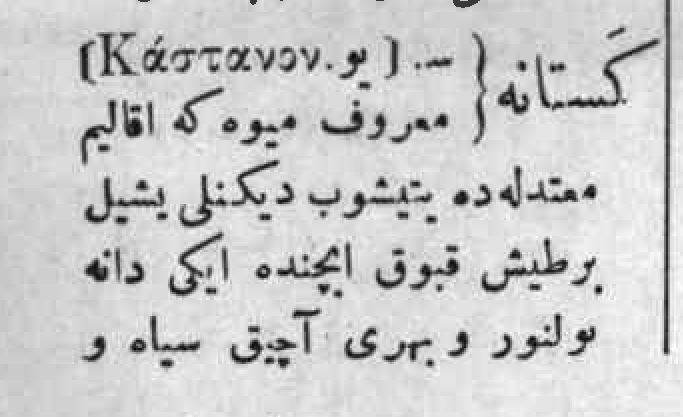 كَستانه { — . ( يو. Κάστανον )
معروف ميوه كه اقاليم
معتدله‌ده يتيشوب ديكنلى يشيل
برطيش قبوق ايچنده ايكى دانه
بولنور و بهرى آچيق سياه و